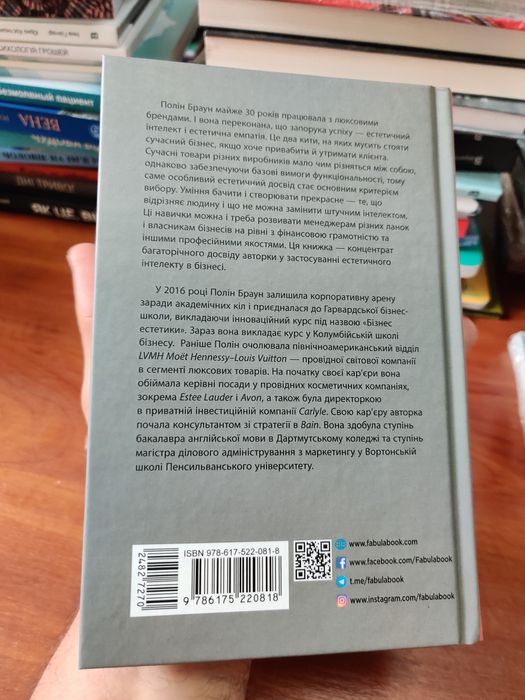 ПСИХОЛОГІЯ ГРОШЕЙ
Безмовный пациент
ВЕНА
Полін Браун майже 30 років працювала з люксовими
брендами. І вона переконана, що запорука успіху — естетичний
інтелект і естетична емпатія. Це два кити, на яких мусить стояти
сучасний бізнес, якщо хоче привабити й утримати клієнта.
Сучасні товари різних виробників мало чим різняться між собою,
однаково забезпечуючи базові вимоги функціональності, тому
саме особливий естетичний досвід стає основним критерієм
вибору. Уміння бачити і створювати прекрасне — те, що
відрізняє людину і що не можна замінити штучним інтелектом.
Ці навички можна і треба розвивати менеджерам різних ланок
і власникам бізнесів на рівні з фінансовою грамотністю та
іншими професійними якостями. Ця книжка — концентрат
багаторічного досвіду авторки у застосуванні естетичного
інтелекту в бізнесі.
У 2016 році Полін Браун залишила корпоративну арену
заради академічних кіл і приєдналася до Гарвардської бізнес-
школи, викладаючи інноваційний курс під назвою «Бізнес
естетики». Зараз вона викладає курс у Колумбійській школі
бізнесу. Раніше Полін очолювала північноамериканський відділ
LVMH Moët Hennessy–Louis Vuitton — провідної світової компанії
в сегменті люксових товарів. На початку своєї кар'єри вона
обіймала керівні посади у провідних косметичних компаніях,
зокрема Estee Lauder і Avon, а також була директоркою
в приватній інвестиційній компанії Carlyle. Свою кар'єру авторка
почала консультантом зі стратегії в Bain. Вона здобула ступінь
бакалавра англійської мови в Дартмутському коледжі та ступінь
магістра ділового адміністрування з маркетингу у Вортонській
школі Пенсильванського університету.
ISBN 978-617-522-081-8
9 786175 220818
2482 7270
www.fabulabook.com
www.facebook.com/Fabulabook
t.me/fabulabook
www.instagram.com/fabulabook